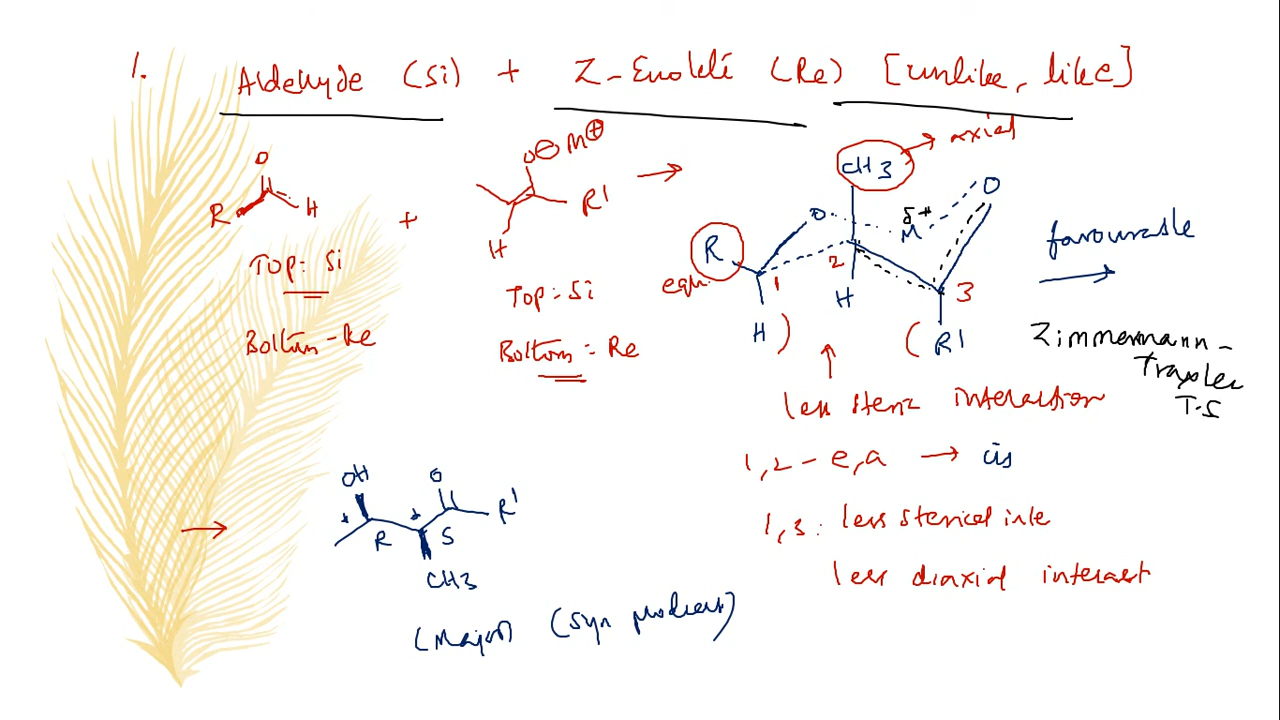 1. Aldehyde (Si) + Z-Enolate (Re) [unlike, like]
O
R
H
Top: Si
Bottom - Re
+
O⊖ M⊕
R'
H
Top = Si
Bottom = Re
→
CH3 → axial
O
δ+
M
O
R
equ.
1
2
3
H )
H
( R'
favourable
→
Zimmermann -
Traxler
T.S
↑
less steric interaction
1,2 - e,a → cis
1,3: less sterical inte
less diaxial interact
→
OH
O
* *
R'
R
S
CH3
(Major) (syn product)